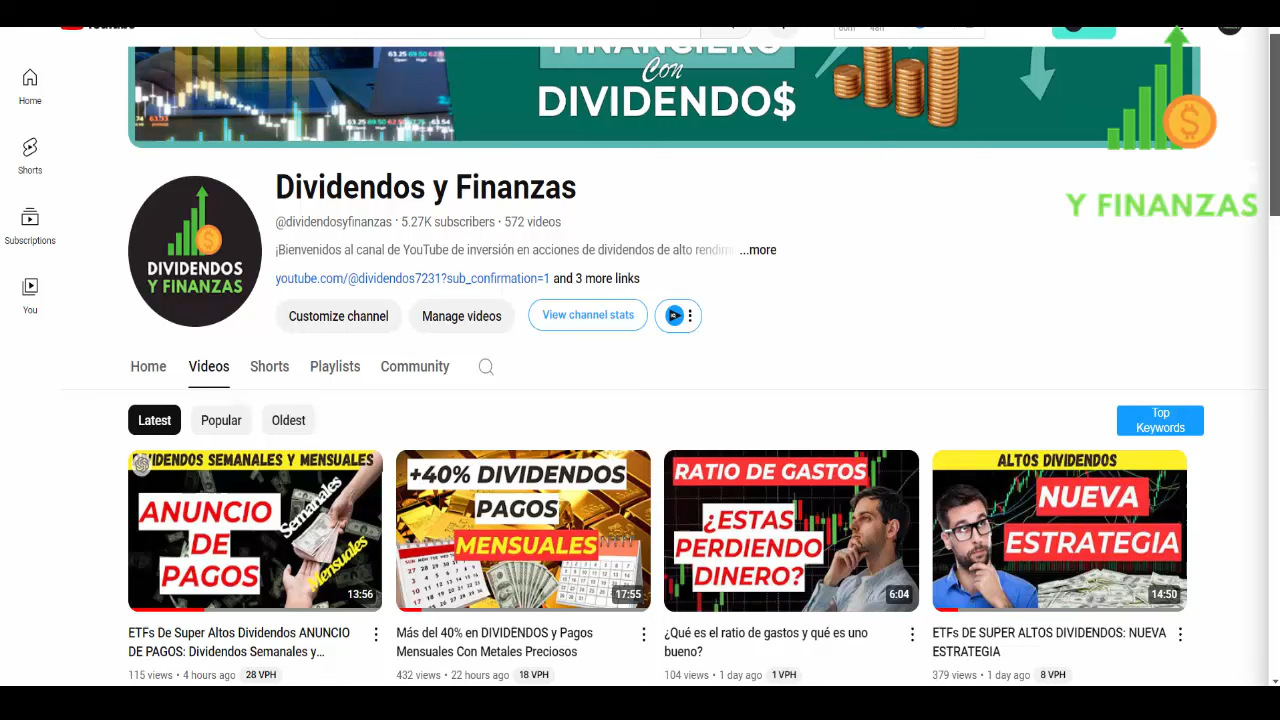 YouTube
FINANCIERO
Con
DIVIDENDO$
63.25 69.50 62.5
Y FINANZAS
Home
Shorts
Subscriptions
You
DIVIDENDOS
Y FINANZAS
Dividendos y Finanzas
@dividendosyfinanzas · 5.27K subscribers · 572 videos
¡Bienvenidos al canal de YouTube de inversión en acciones de dividendos de alto rendim ...more
youtube.com/@dividendos7231?sub_confirmation=1 and 3 more links
Customize channel
Manage videos
View channel stats
Home
Videos
Shorts
Playlists
Community
Latest
Popular
Oldest
Top
Keywords
DIVIDENDOS SEMANALES Y MENSUALES
ANUNCIO
DE
PAGOS
Semanales
Mensuales
13:56
+40% DIVIDENDOS
PAGOS
MENSUALES
17:55
RATIO DE GASTOS
¿ESTAS
PERDIENDO
DINERO?
6:04
ALTOS DIVIDENDOS
NUEVA
ESTRATEGIA
14:50
ETFs De Super Altos Dividendos ANUNCIO
DE PAGOS: Dividendos Semanales y...
115 views · 4 hours ago 28 VPH
Más del 40% en DIVIDENDOS y Pagos
Mensuales Con Metales Preciosos
432 views · 22 hours ago 18 VPH
¿Qué es el ratio de gastos y qué es uno
bueno?
104 views · 1 day ago 1 VPH
ETFs DE SUPER ALTOS DIVIDENDOS: NUEVA
ESTRATEGIA
379 views · 1 day ago 8 VPH